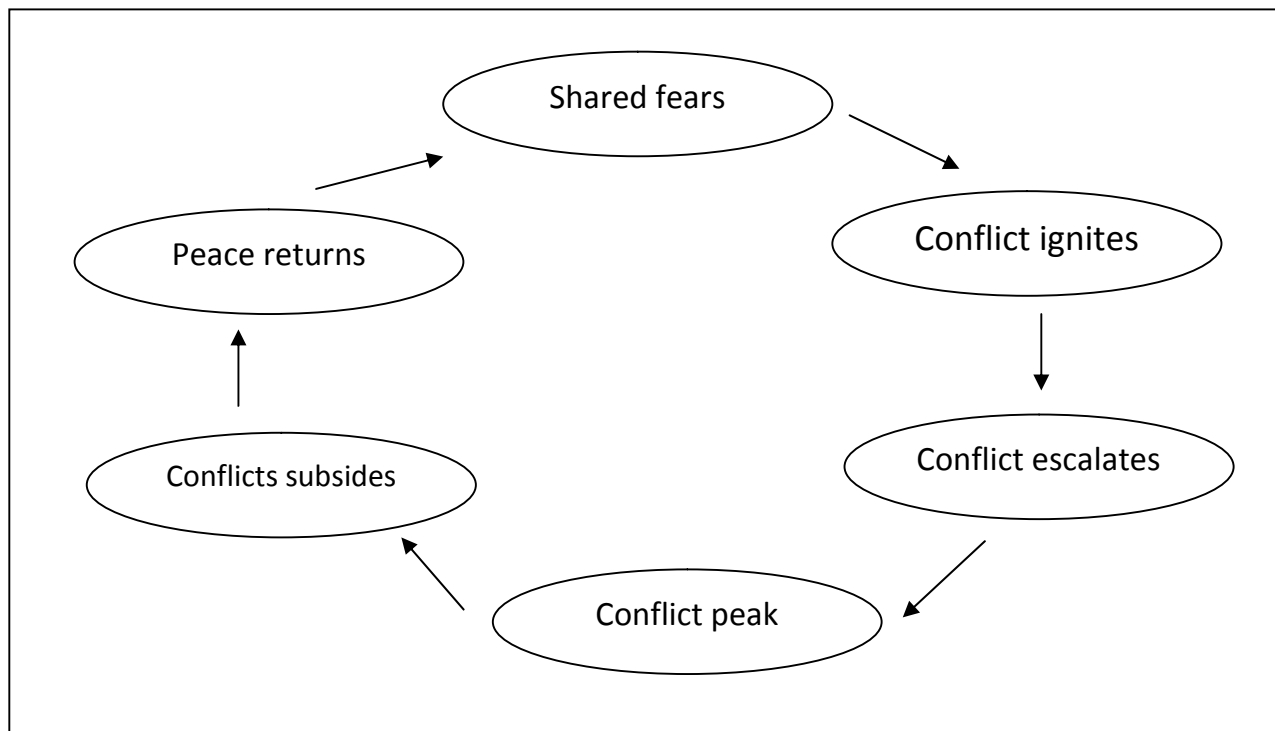 Shared fears
Conflict ignites
Peace returns
Conflict escalates
Conflicts subsides
Conflict peak